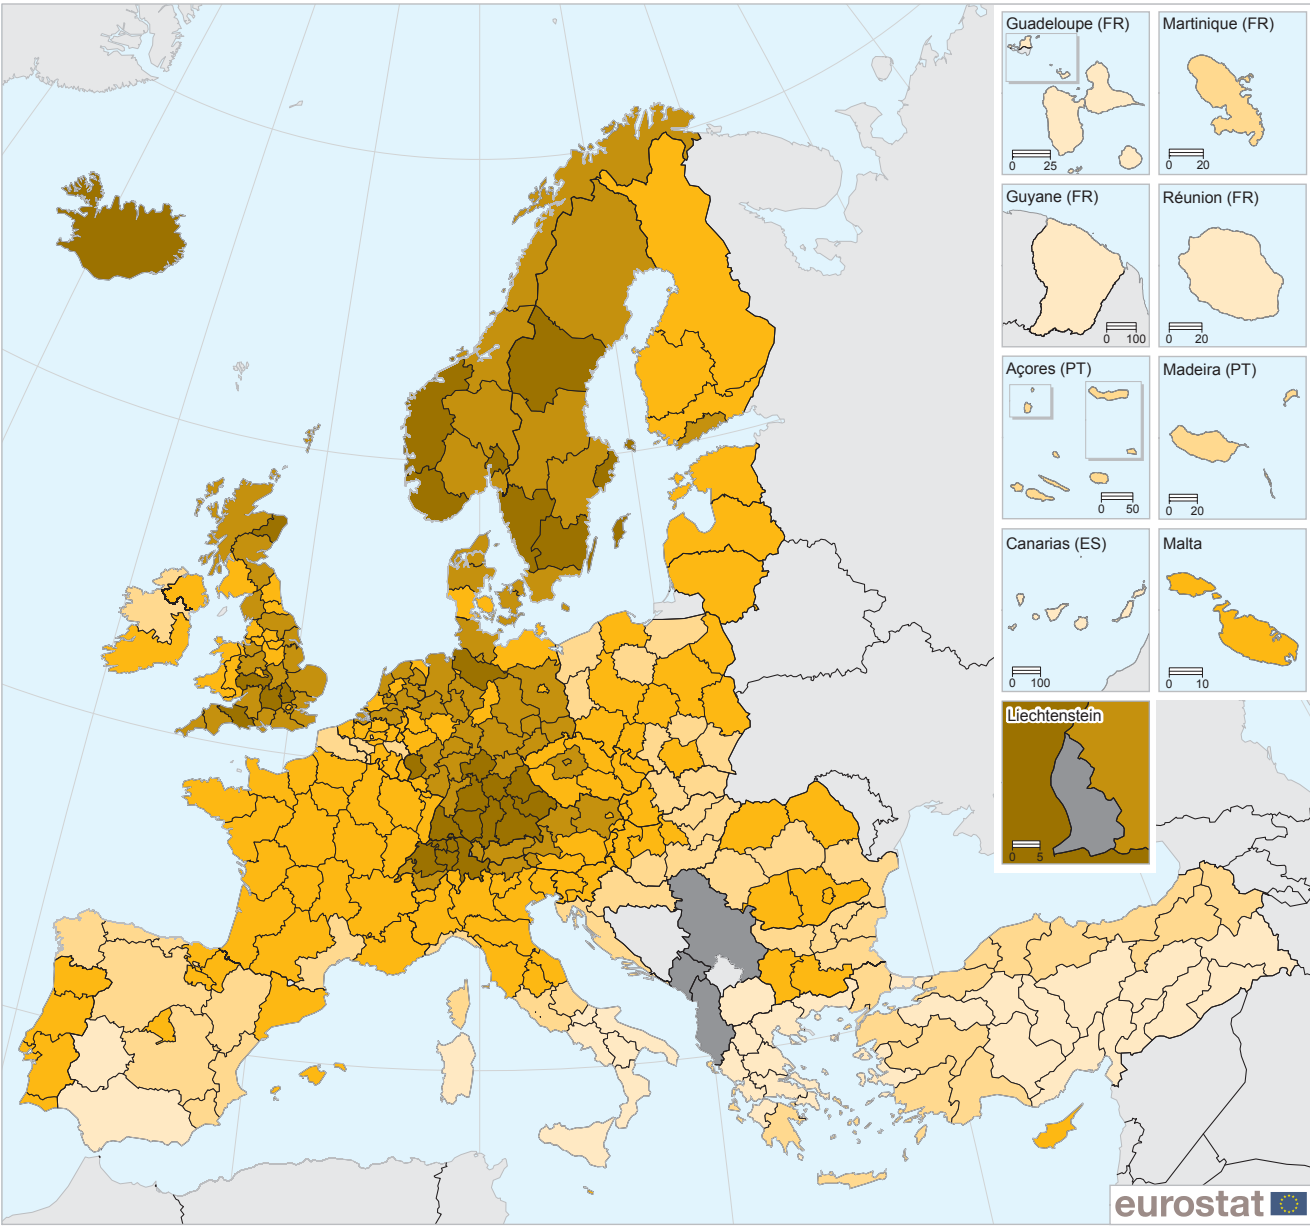 Guadeloupe (FR)
0 25
Martinique (FR)
0 20
Guyane (FR)
0 100
Réunion (FR)
0 20
Açores (PT)
0 50
Madeira (PT)
0 20
Canarias (ES)
0 100
Malta
0 10
Liechtenstein
0 5
eurostat